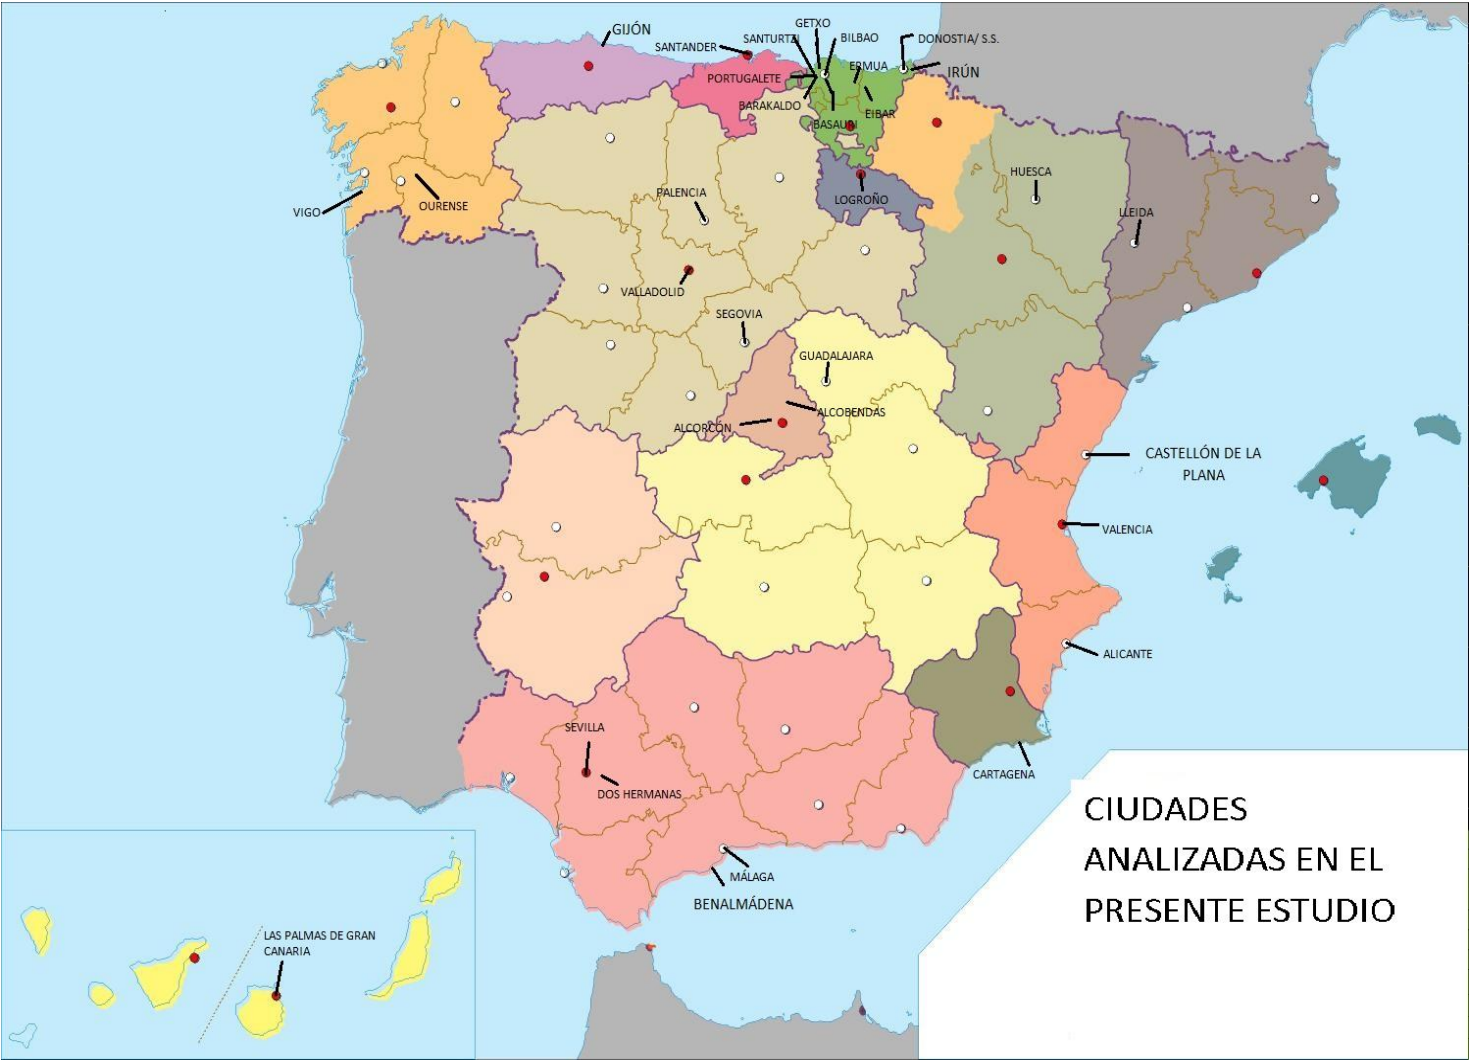 GETXO
GIJÓN
SANTURTZI
BILBAO
DONOSTIA/ S.S.
SANTANDER
ERMUA
IRÚN
PORTUGALETE
BARAKALDO
EIBAR
BASAURI
HUESCA
PALENCIA
LOGROÑO
OURENSE
VIGO
LLEIDA
VALLADOLID
SEGOVIA
GUADALAJARA
ALCOBENDAS
ALCORCÓN
CASTELLÓN DE LA
PLANA
VALENCIA
ALICANTE
SEVILLA
CARTAGENA
DOS HERMANAS
MÁLAGA
BENALMÁDENA
LAS PALMAS DE GRAN
CANARIA
CIUDADES
ANALIZADAS EN EL
PRESENTE ESTUDIO